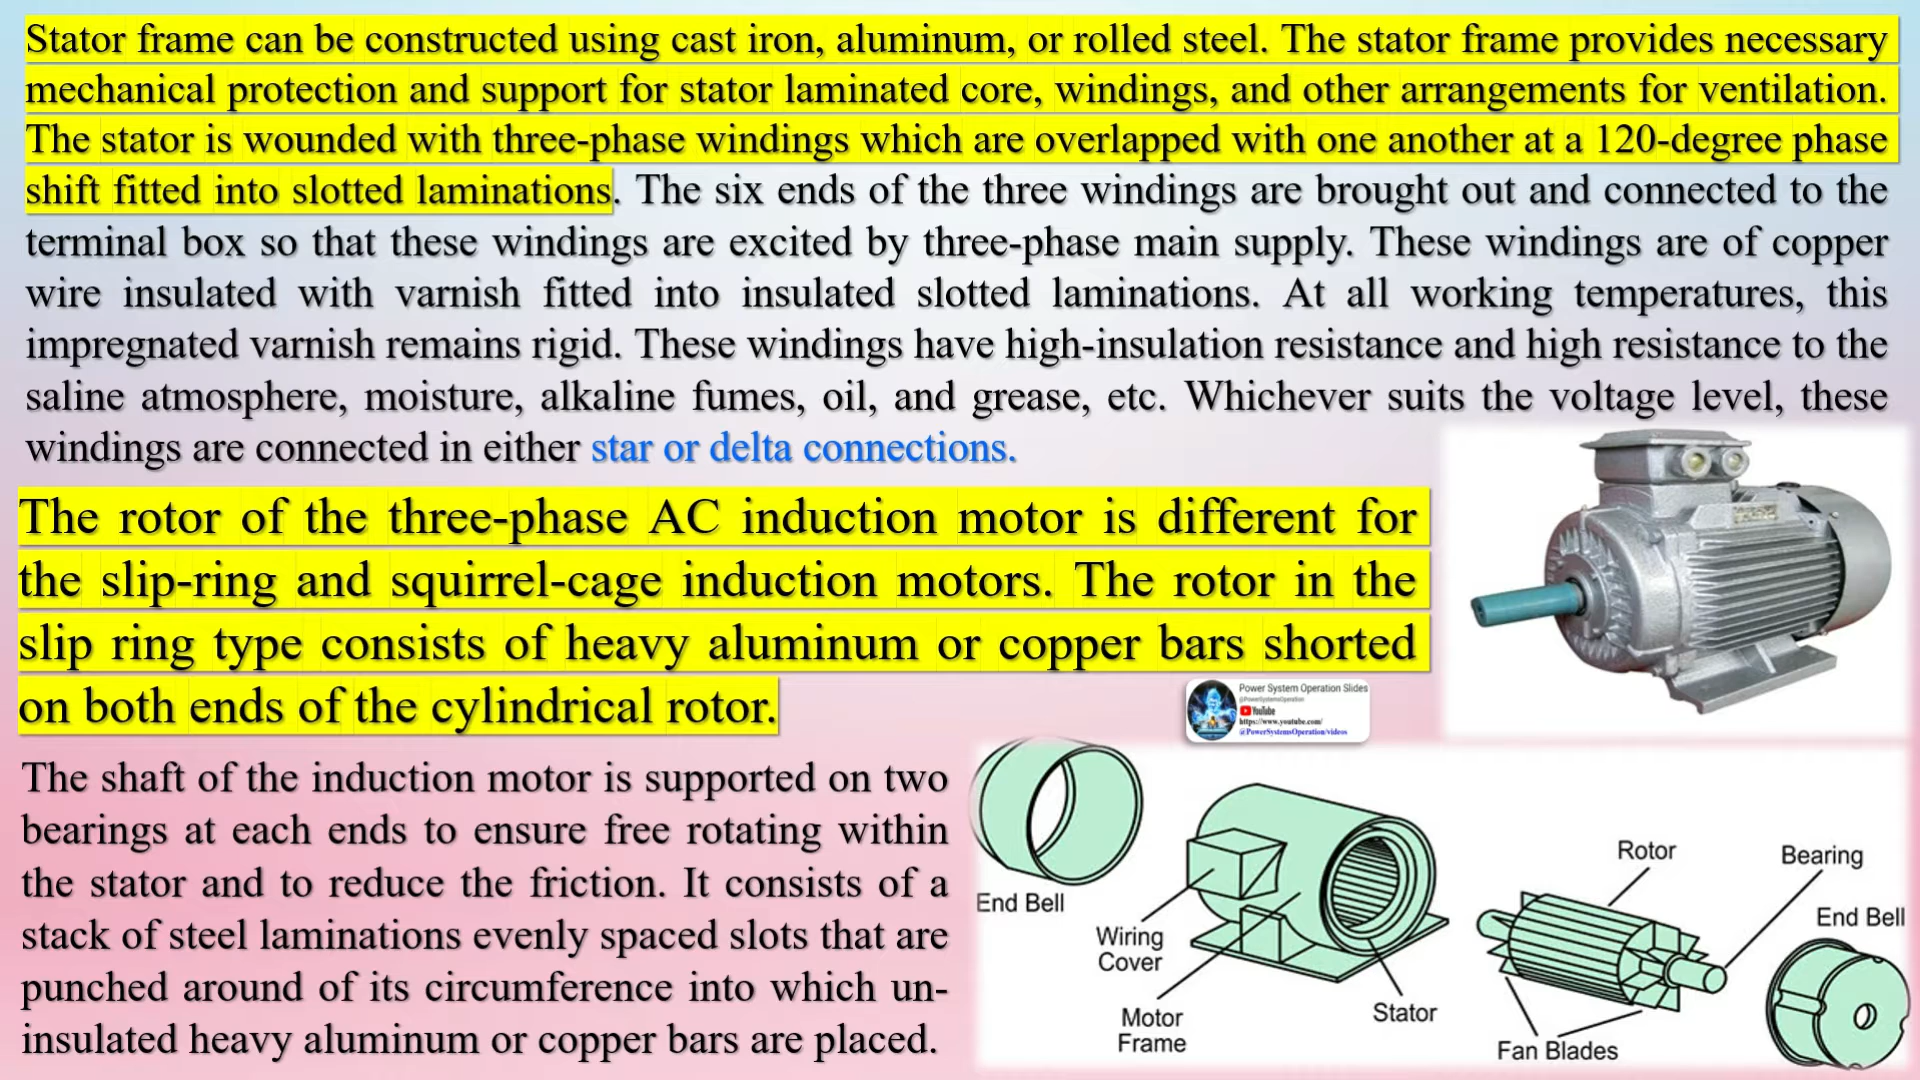 Stator frame can be constructed using cast iron, aluminum, or rolled steel. The stator frame provides necessary
mechanical protection and support for stator laminated core, windings, and other arrangements for ventilation.
The stator is wounded with three-phase windings which are overlapped with one another at a 120-degree phase
shift fitted into slotted laminations. The six ends of the three windings are brought out and connected to the
terminal box so that these windings are excited by three-phase main supply. These windings are of copper
wire insulated with varnish fitted into insulated slotted laminations. At all working temperatures, this
impregnated varnish remains rigid. These windings have high-insulation resistance and high resistance to the
saline atmosphere, moisture, alkaline fumes, oil, and grease, etc. Whichever suits the voltage level, these
windings are connected in either star or delta connections.
The rotor of the three-phase AC induction motor is different for
the slip-ring and squirrel-cage induction motors. The rotor in the
slip ring type consists of heavy aluminum or copper bars shorted
on both ends of the cylindrical rotor.
Power System Operation Slides
@PowerSystemsOperation
YouTube
https://www.youtube.com/
@PowerSystemsOperation/videos
The shaft of the induction motor is supported on two
bearings at each ends to ensure free rotating within
the stator and to reduce the friction. It consists of a
stack of steel laminations evenly spaced slots that are
punched around of its circumference into which un-
insulated heavy aluminum or copper bars are placed.
End Bell
Wiring
Cover
Motor
Frame
Stator
Rotor
Bearing
End Bell
Fan Blades